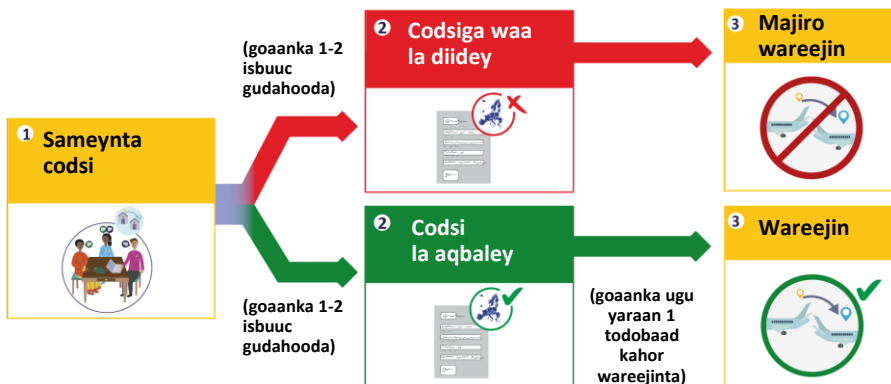 1 Sameynta
codsi
(goaanka 1-2
isbuuc
gudahooda)
2 Codsiga waa
la diidey
3 Majiro
wareejin
(goaanka 1-2
isbuuc
gudahooda)
2 Codsi
la aqbaley
(goaanka ugu
yaraan 1
todobaad
kahor
wareejinta)
3 Wareejin